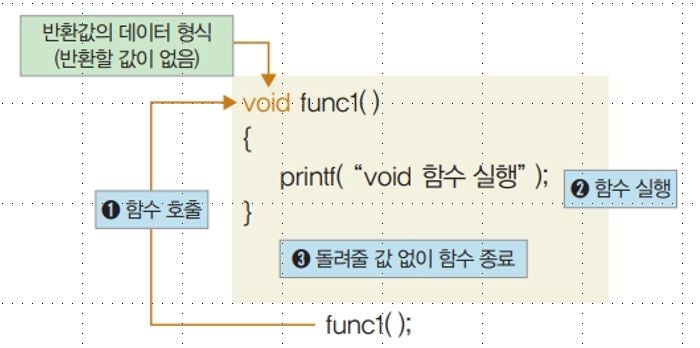 반환값의 데이터 형식
(반환할 값이 없음)
void func1( )
{
printf( “void 함수 실행” );
❷ 함수 실행
❶ 함수 호출
}
❸ 돌려줄 값 없이 함수 종료
func1( );